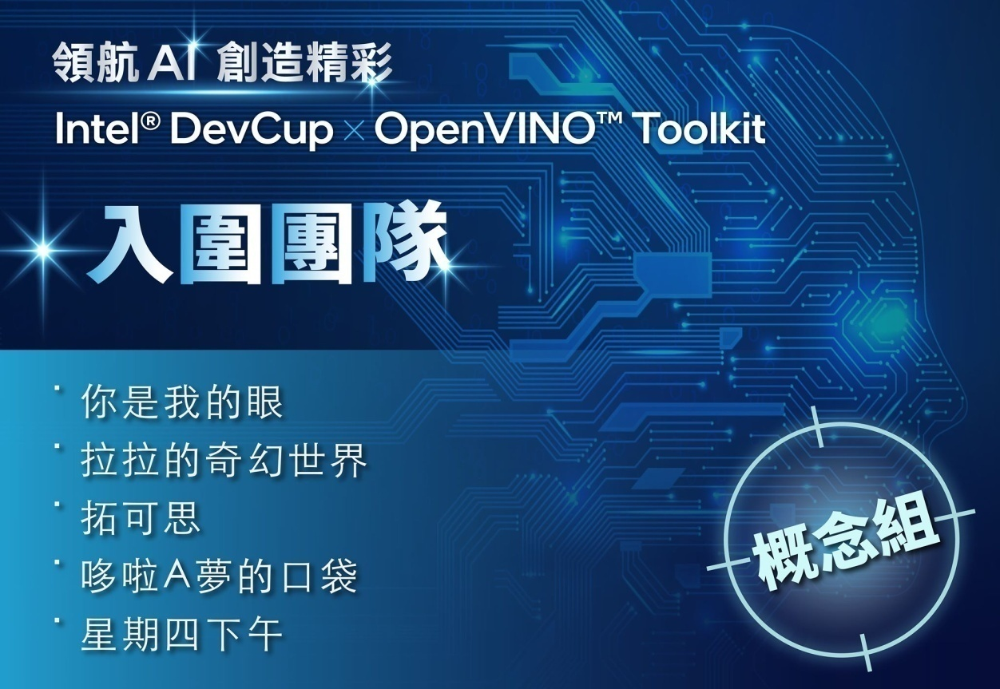 領航 AI 創造精彩
Intel® DevCup × OpenVINO™ Toolkit
入圍團隊
· 你是我的眼
· 拉拉的奇幻世界
· 拓可思
· 哆啦A夢的口袋
· 星期四下午
概念組